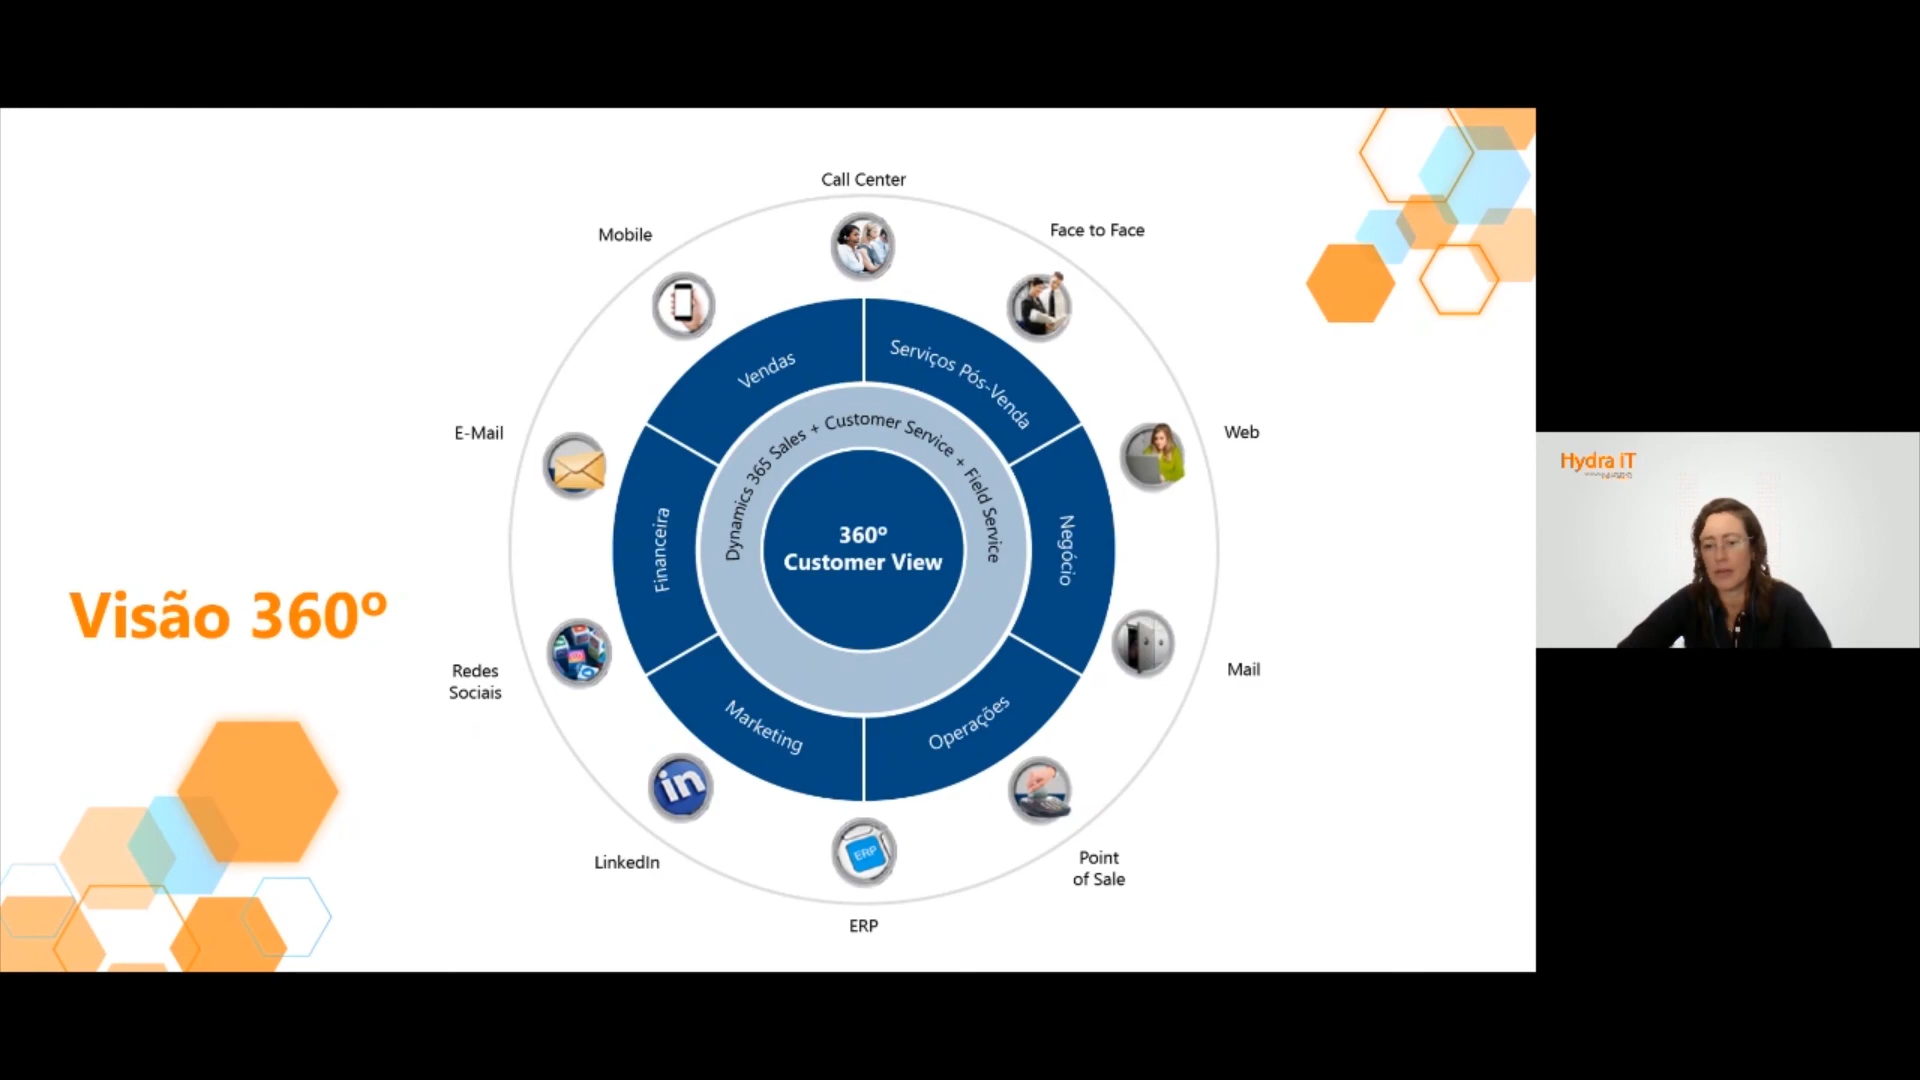 Call Center
Mobile
Face to Face
Vendas
Serviços Pós-Venda
E-Mail
Web
Dynamics 365 Sales + Customer Service + Field Service
Hydra iT
Financeira
360º
Customer View
Negócio
Visão 360º
Redes
Sociais
Mail
Marketing
Operações
LinkedIn
in
ERP
Point
of Sale
ERP